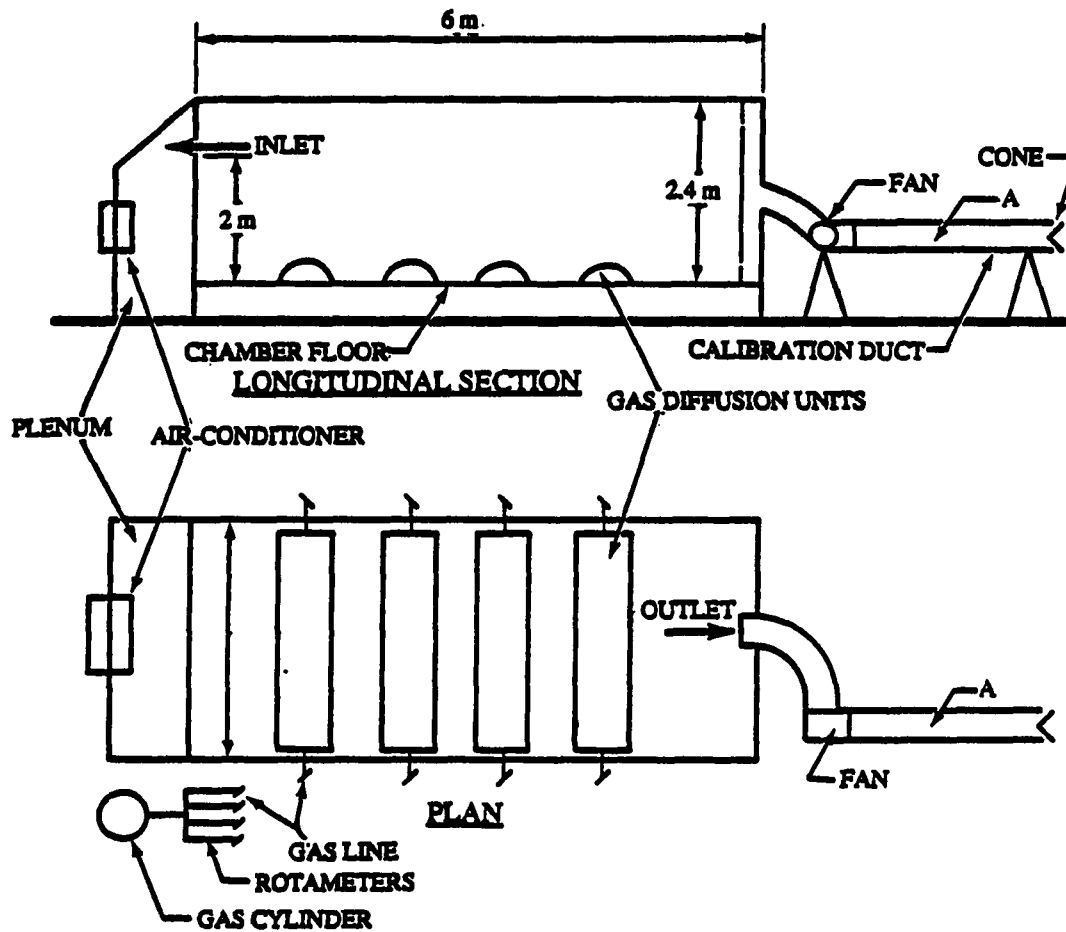 6 m
INLET
CONE
FAN
A
2.4 m
2 m
CHAMBER FLOOR
CALIBRATION DUCT
LONGITUDINAL SECTION
GAS DIFFUSION UNITS
PLENUM
AIR-CONDITIONER
OUTLET
A
FAN
PLAN
GAS LINE
ROTAMETERS
GAS CYLINDER